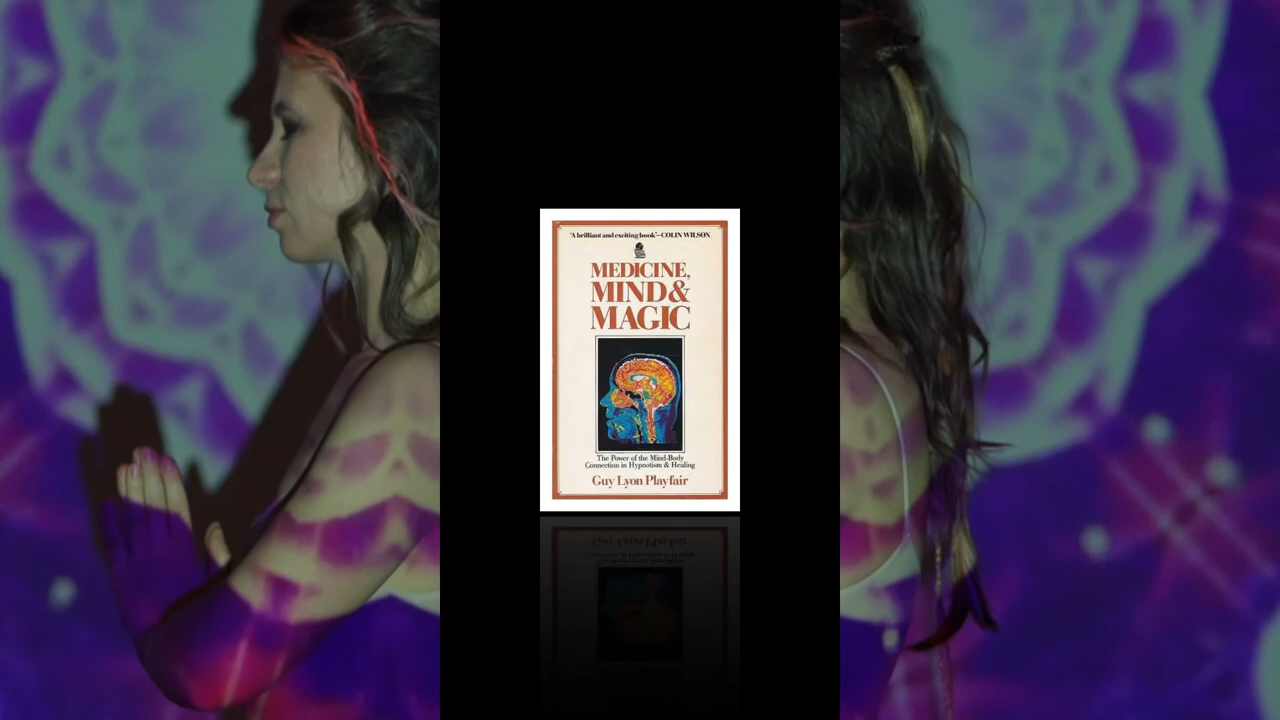 'A brilliant and exciting book'—COLIN WILSON
MEDICINE,
MIND &
MAGIC
The Power of the Mind-Body
Connection in Hypnotism & Healing
Guy Lyon Playfair